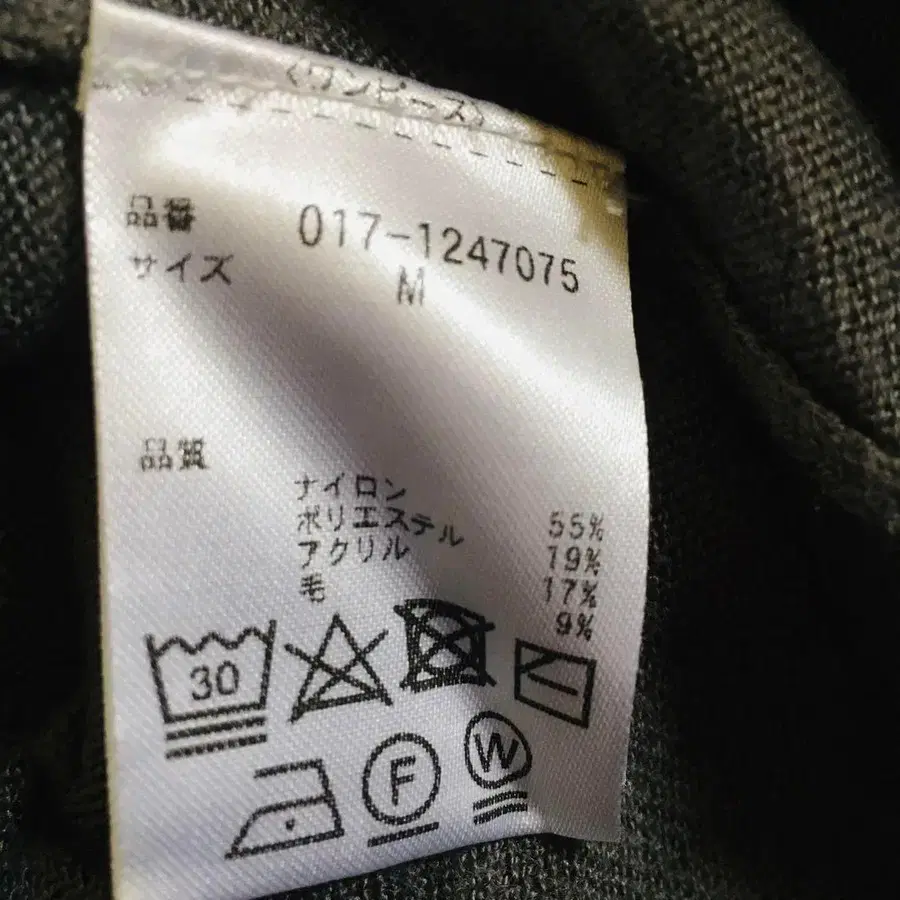 〈ワンピース〉
品番 017-1247075
サイズ M
品質
ナイロン 55%
ポリエステル 19%
アクリル 17%
毛 9%
30
F
W